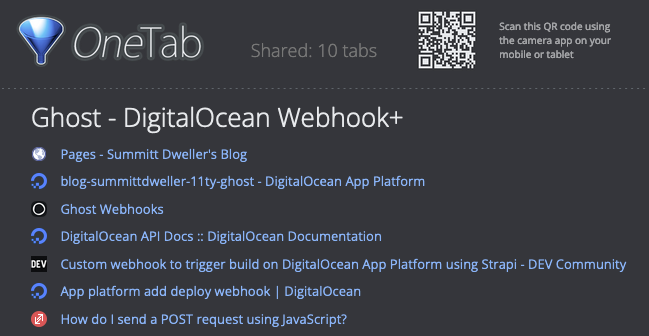 OneTab
Shared: 10 tabs
Scan this QR code using
the camera app on your
mobile or tablet
Ghost - DigitalOcean Webhook+
Pages - Summitt Dweller's Blog
blog-summittdweller-11ty-ghost - DigitalOcean App Platform
Ghost Webhooks
DigitalOcean API Docs :: DigitalOcean Documentation
DEV Custom webhook to trigger build on DigitalOcean App Platform using Strapi - DEV Community
App platform add deploy webhook | DigitalOcean
How do I send a POST request using JavaScript?